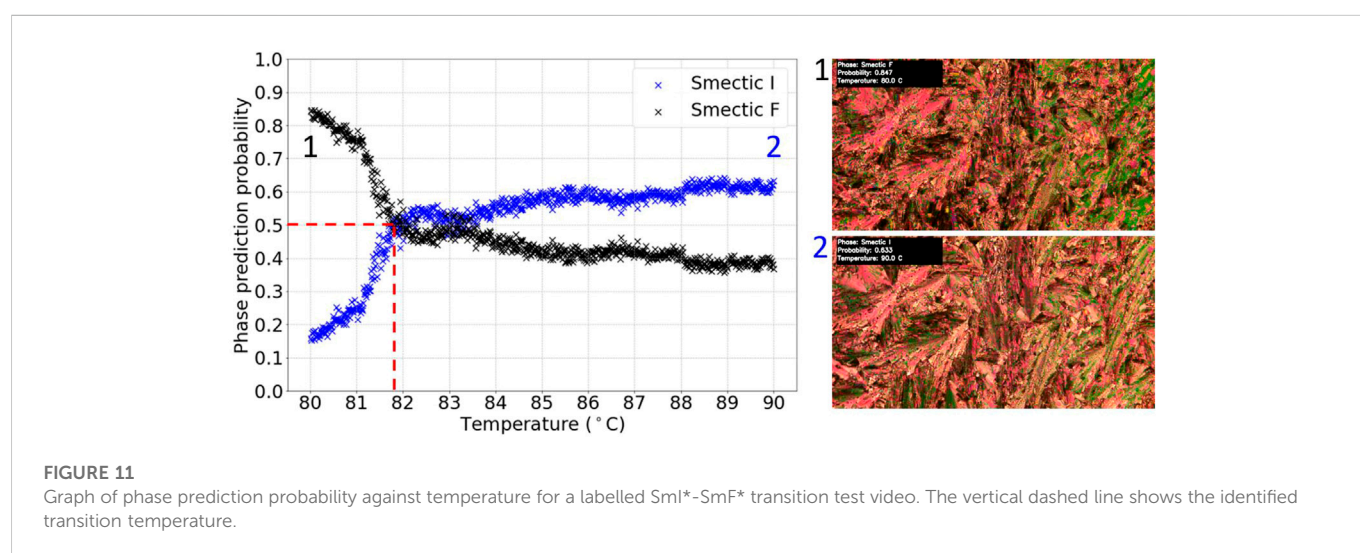 1.0
0.9
0.8
0.7
0.6
0.5
0.4
0.3
0.2
0.1
0.0
Phase prediction probability
80 81 82 83 84 85 86 87 88 89 90
Temperature (°C)
Smectic I
Smectic F
1
2
1
Phase: Smectic F
Probability: 0.847
Temperature: 80.0 C
2
Phase: Smectic I
Probability: 0.633
Temperature: 90.0 C
FIGURE 11
Graph of phase prediction probability against temperature for a labelled SmI*-SmF* transition test video. The vertical dashed line shows the identified
transition temperature.